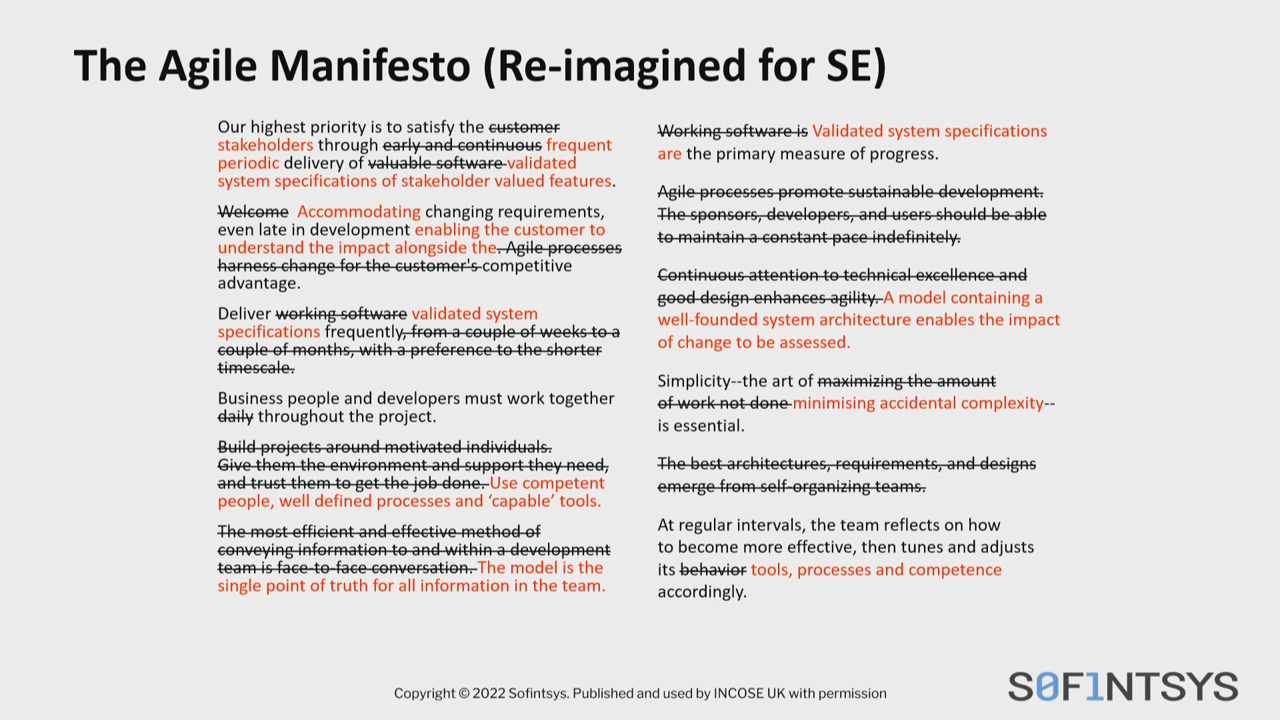 The Agile Manifesto (Re-imagined for SE)
Our highest priority is to satisfy the customer
stakeholders through early and continuous frequent
periodic delivery of valuable software validated
system specifications of stakeholder valued features.
Welcome Accommodating changing requirements,
even late in development enabling the customer to
understand the impact alongside the. Agile processes
harness change for the customer's competitive
advantage.
Deliver working software validated system
specifications frequently, from a couple of weeks to a
couple of months, with a preference to the shorter
timescale.
Business people and developers must work together
daily throughout the project.
Build projects around motivated individuals.
Give them the environment and support they need,
and trust them to get the job done. Use competent
people, well defined processes and ‘capable’ tools.
The most efficient and effective method of
conveying information to and within a development
team is face-to-face conversation. The model is the
single point of truth for all information in the team.
Working software is Validated system specifications
are the primary measure of progress.
Agile processes promote sustainable development.
The sponsors, developers, and users should be able
to maintain a constant pace indefinitely.
Continuous attention to technical excellence and
good design enhances agility. A model containing a
well-founded system architecture enables the impact
of change to be assessed.
Simplicity--the art of maximizing the amount
of work not done minimising accidental complexity--
is essential.
The best architectures, requirements, and designs
emerge from self-organizing teams.
At regular intervals, the team reflects on how
to become more effective, then tunes and adjusts
its behavior tools, processes and competence
accordingly.
Copyright © 2022 Sofintsys. Published and used by INCOSE UK with permission
S0F1NTSYS